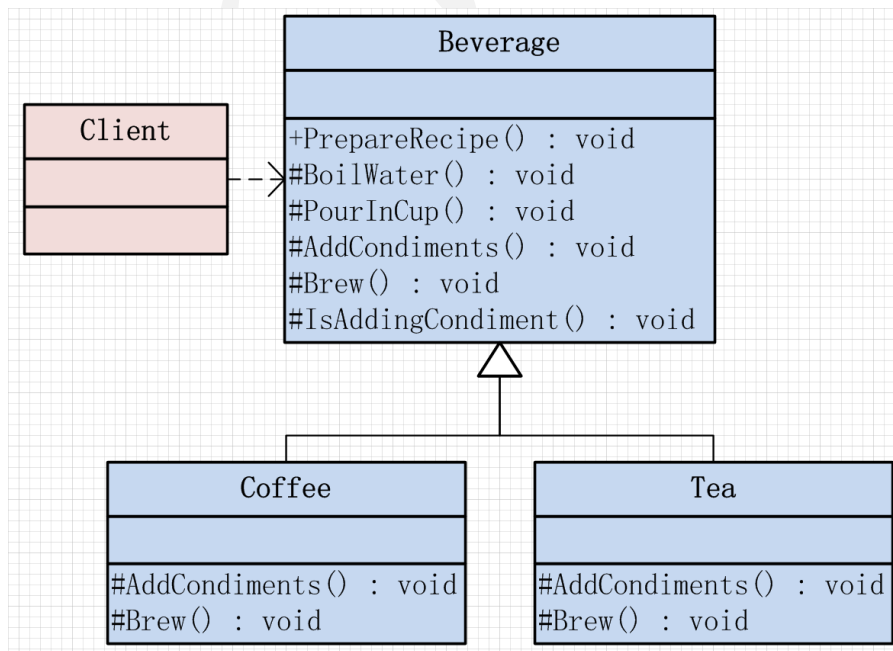 Beverage
Client
+PrepareRecipe() : void
#BoilWater() : void
#PourInCup() : void
#AddCondiments() : void
#Brew() : void
#IsAddingCondiment() : void
Coffee
#AddCondiments() : void
#Brew() : void
Tea
#AddCondiments() : void
#Brew() : void